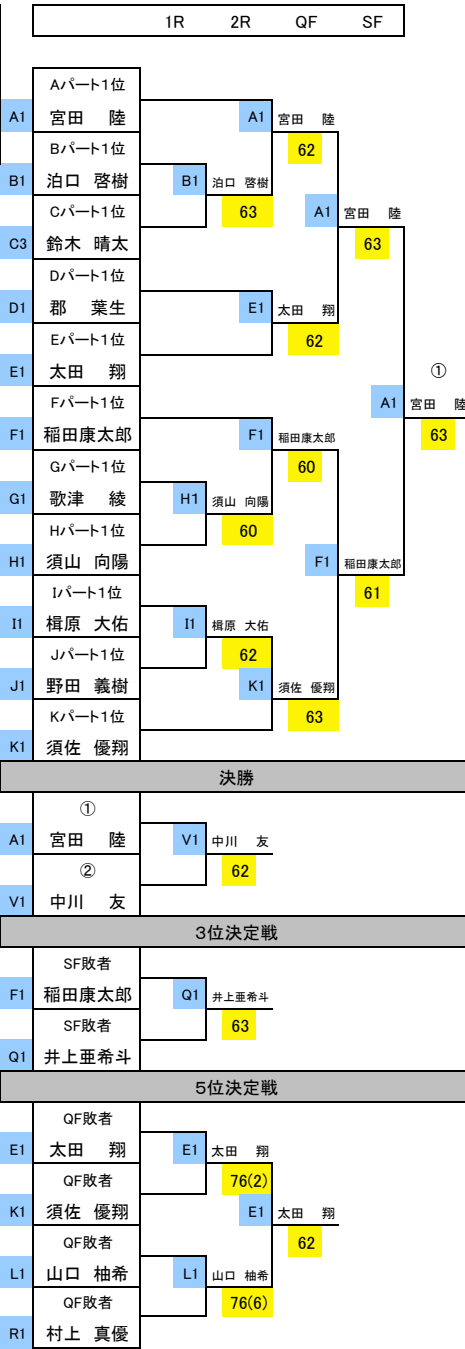 1R 2R QF SF
Aパート1位
A1 宮田 陸 A1 宮田 陸
Bパート1位 62
B1 泊口 啓樹 B1 泊口 啓樹
Cパート1位 63 A1 宮田 陸
C3 鈴木 晴太 63
Dパート1位
D1 郡 葉生 E1 太田 翔
Eパート1位 62
E1 太田 翔 ①
Fパート1位 A1 宮田 陸
F1 稲田康太郎 F1 稲田康太郎 63
Gパート1位 60
G1 歌津 綾 H1 須山 向陽
Hパート1位 60
H1 須山 向陽 F1 稲田康太郎
Iパート1位 61
I1 楫原 大佑 I1 楫原 大佑
Jパート1位 62
J1 野田 義樹 K1 須佐 優翔
Kパート1位 63
K1 須佐 優翔
決勝
①
A1 宮田 陸 V1 中川 友
② 62
V1 中川 友
3位決定戦
SF敗者
F1 稲田康太郎 Q1 井上亜希斗
SF敗者 63
Q1 井上亜希斗
5位決定戦
QF敗者
E1 太田 翔 E1 太田 翔
QF敗者 76(2)
K1 須佐 優翔 E1 太田 翔
QF敗者 62
L1 山口 柚希 L1 山口 柚希
QF敗者 76(6)
R1 村上 真優